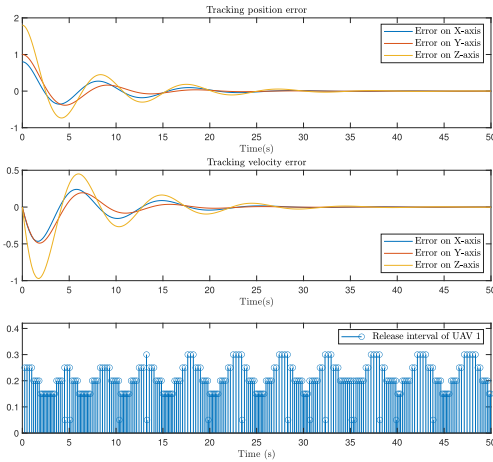 Tracking position error
2
1
0
-1
Error on X-axis
Error on Y-axis
Error on Z-axis
0 5 10 15 20 25 30 35 40 45 50
Time(s)
Tracking velocity error
0.5
0
-0.5
-1
Error on X-axis
Error on Y-axis
Error on Z-axis
0 5 10 15 20 25 30 35 40 45 50
Time(s)
0.4
0.3
0.2
0.1
0
Release interval of UAV 1
0 5 10 15 20 25 30 35 40 45 50
Time (s)